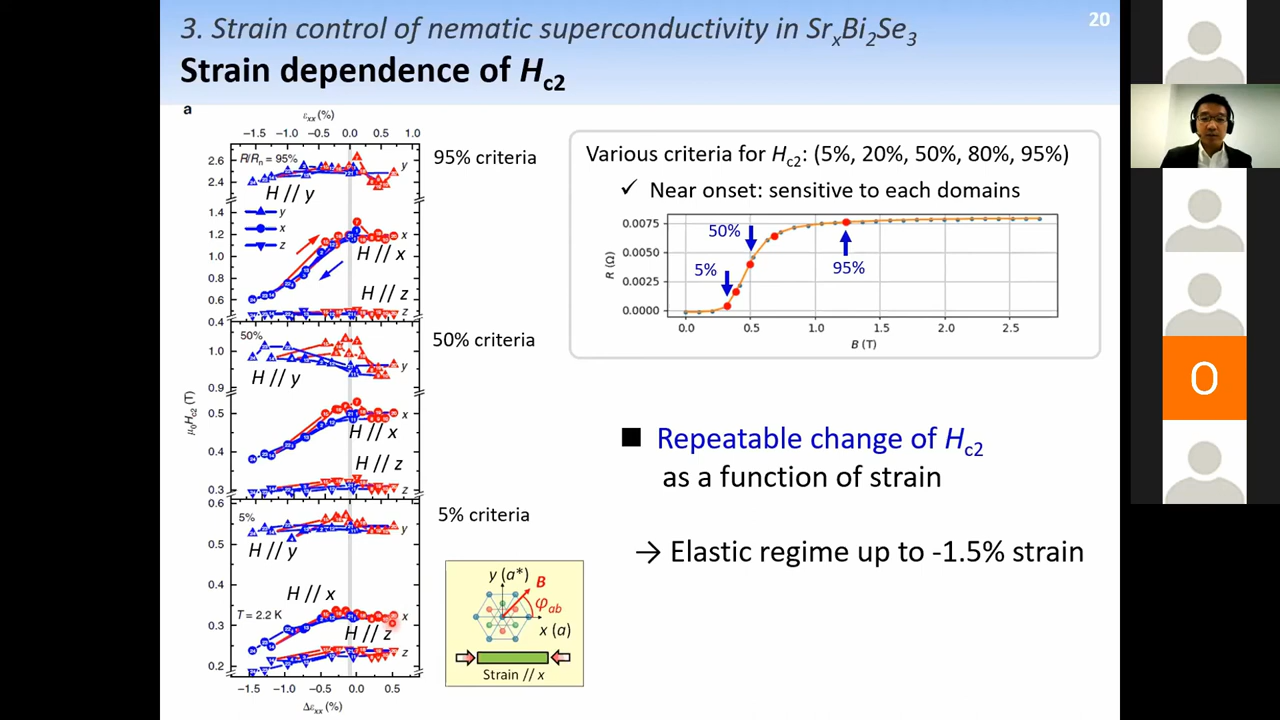 3. Strain control of nematic superconductivity in SrxBi2Se3
20
Strain dependence of Hc2
a
εxx (%)
−1.5 −1.0 −0.5 0.0 0.5 1.0
R/Rn = 95%
2.6
2.4
y
H // y
95% criteria
1.4
1.2
1.0
0.8
0.6
0.4
y
x
z
x
H // x
H // z
z
50%
1.0
0.9
y
H // y
50% criteria
μ0Hc2 (T)
0.5
0.4
0.3
x
H // x
H // z
z
0.6
0.5
0.4
0.3
0.2
5%
y
H // y
5% criteria
H // x
T = 2.2 K
x
H // z
z
−1.5 −1.0 −0.5 0.0 0.5
Δεxx (%)
Various criteria for Hc2: (5%, 20%, 50%, 80%, 95%)
✓ Near onset: sensitive to each domains
0.0075
0.0050
0.0025
0.0000
R (Ω)
50%
5%
95%
0.0 0.5 1.0 1.5 2.0 2.5
B (T)
■ Repeatable change of Hc2
as a function of strain
→ Elastic regime up to -1.5% strain
y (a*)
B
φab
x (a)
Strain // x
O